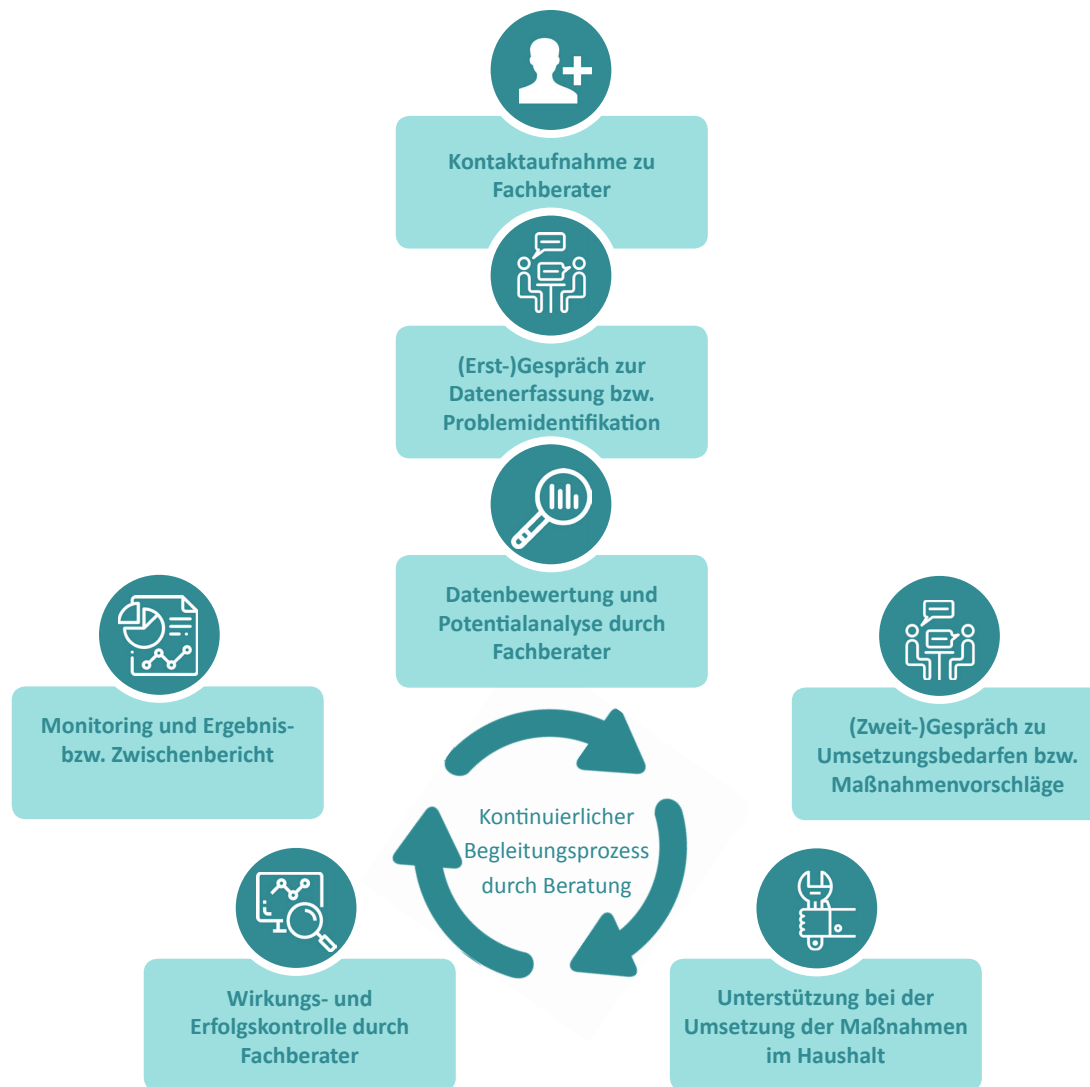 Kontaktaufnahme zu
Fachberater
(Erst-)Gespräch zur
Datenerfassung bzw.
Problemidentifikation
Datenbewertung und
Potentialanalyse durch
Fachberater
(Zweit-)Gespräch zu
Umsetzungsbedarfen bzw.
Maßnahmenvorschläge
Unterstützung bei der
Umsetzung der Maßnahmen
im Haushalt
Wirkungs- und
Erfolgskontrolle durch
Fachberater
Monitoring und Ergebnis-
bzw. Zwischenbericht
Kontinuierlicher
Begleitungsprozess
durch Beratung